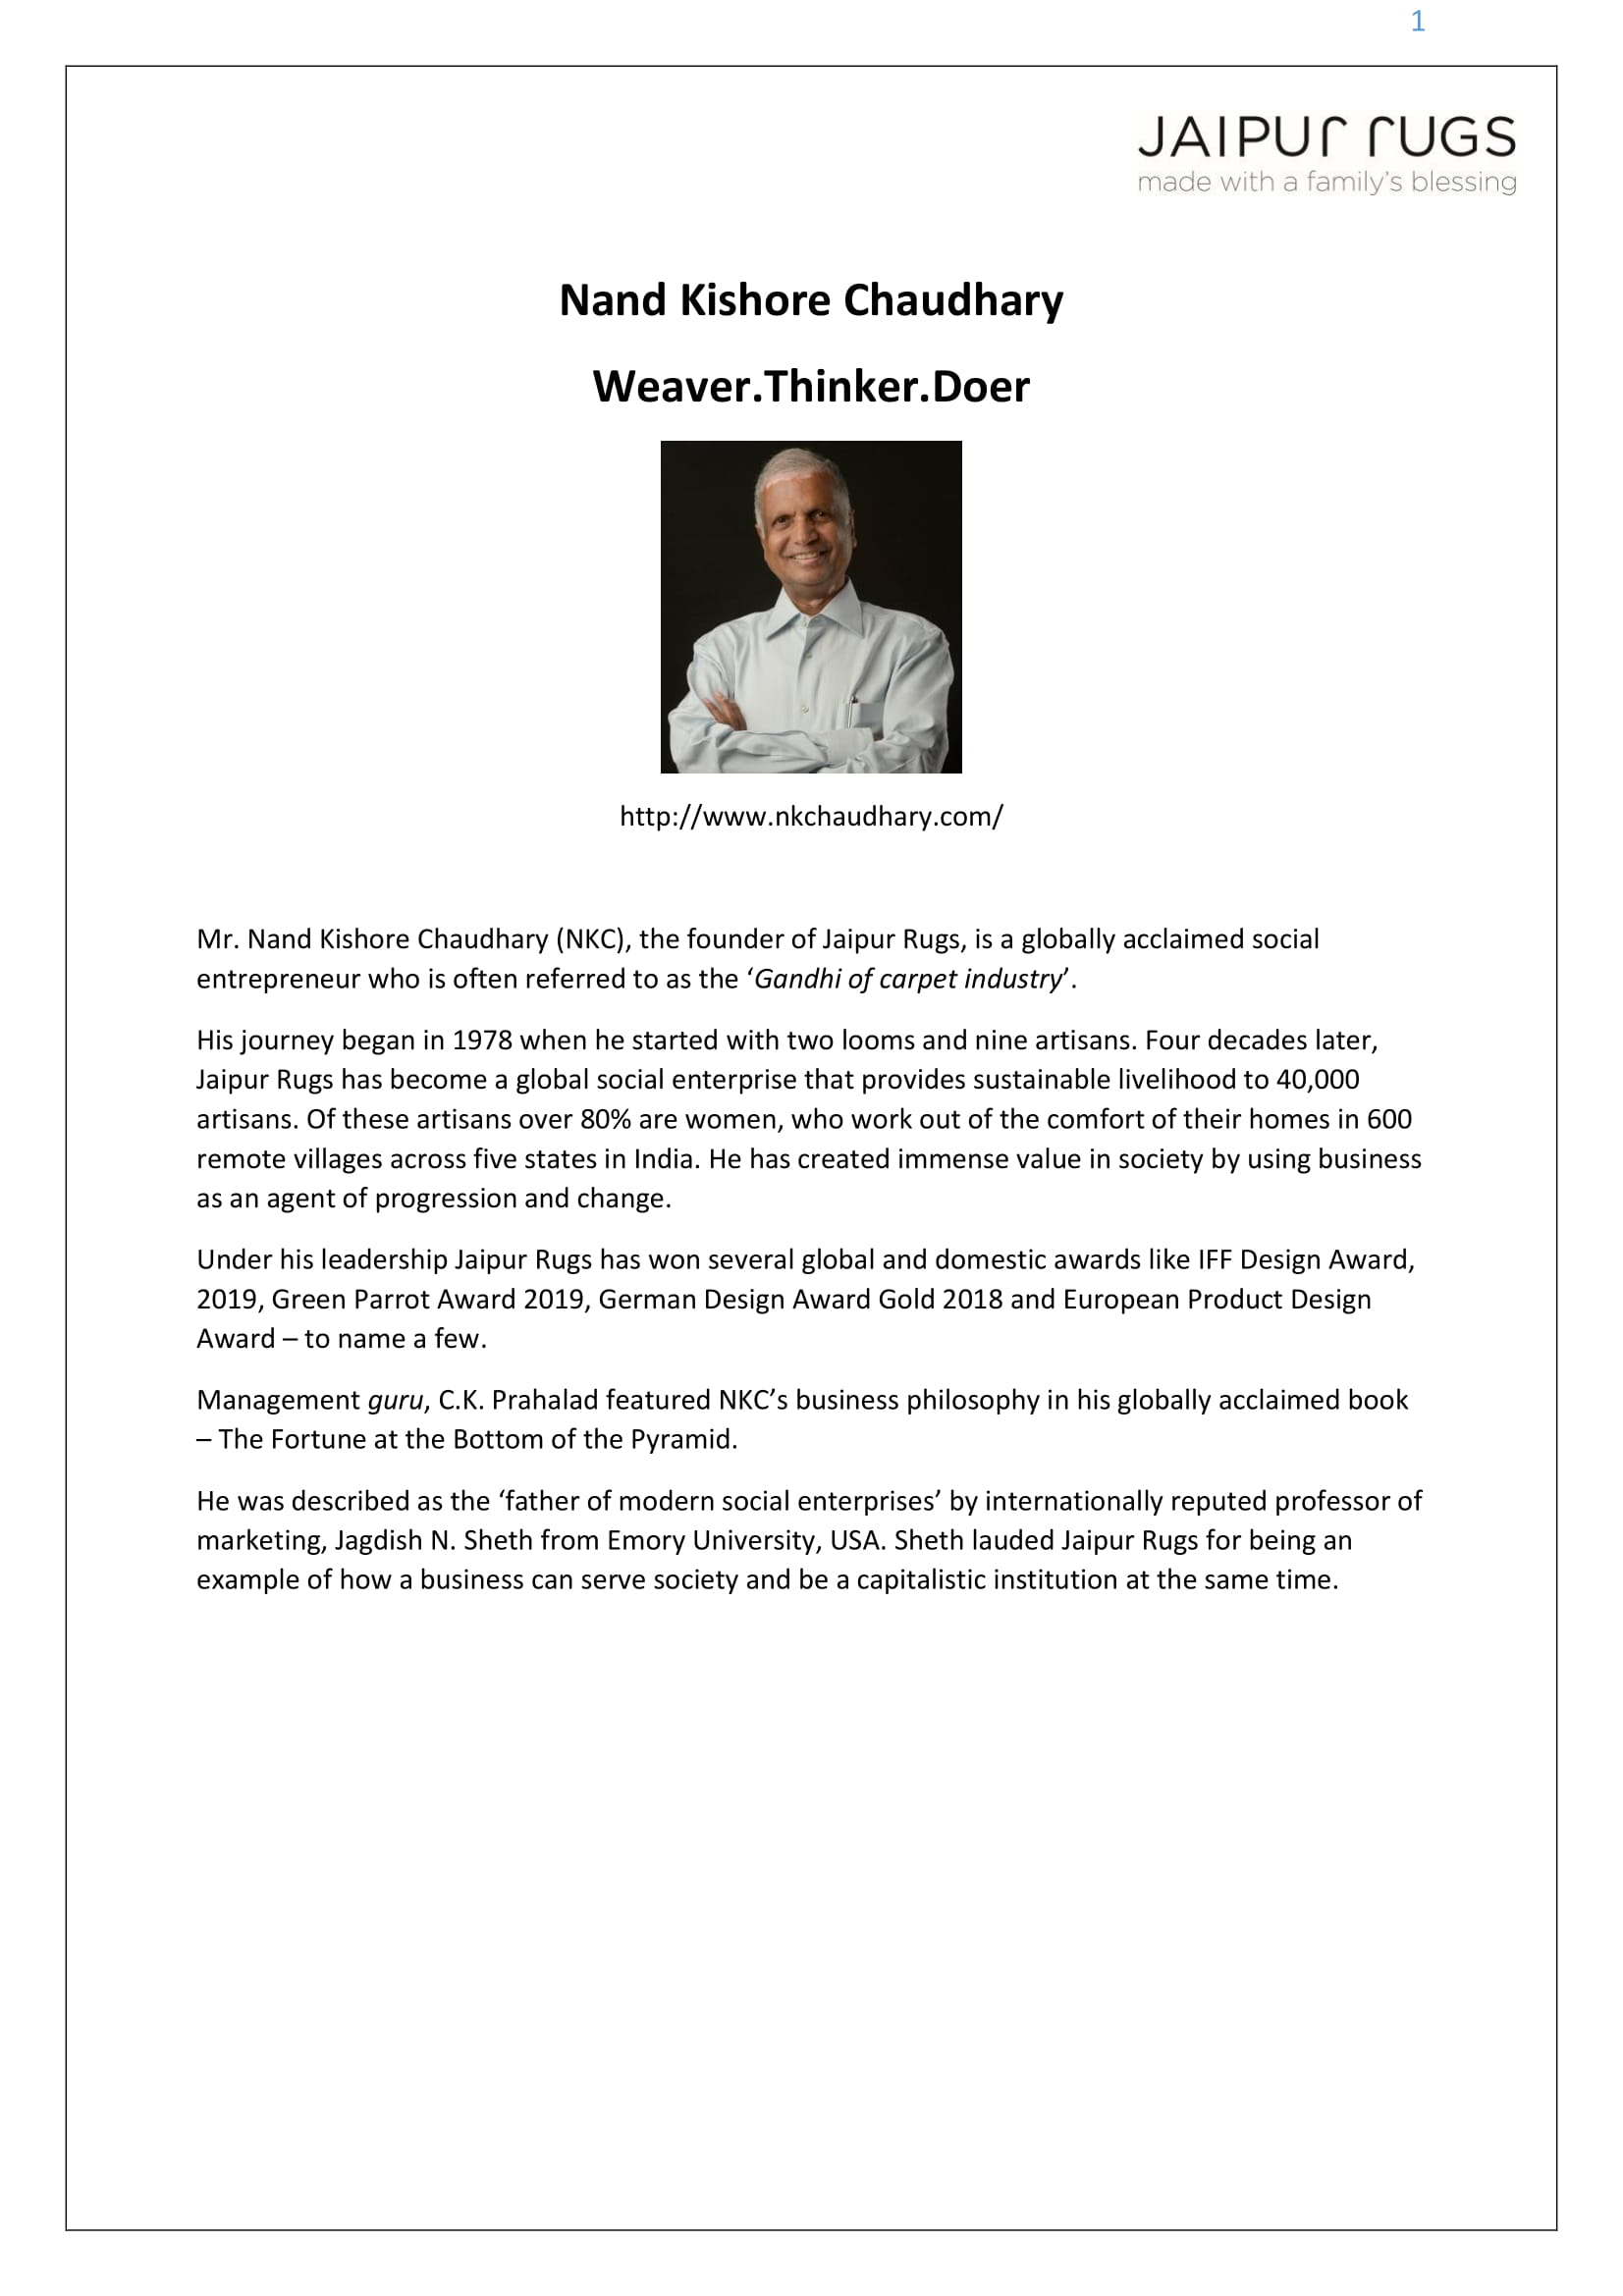 1
JAIPUR RUGS
made with a family's blessing
Nand Kishore Chaudhary
Weaver.Thinker.Doer
http://www.nkchaudhary.com/
Mr. Nand Kishore Chaudhary (NKC), the founder of Jaipur Rugs, is a globally acclaimed social
entrepreneur who is often referred to as the ‘Gandhi of carpet industry’.
His journey began in 1978 when he started with two looms and nine artisans. Four decades later,
Jaipur Rugs has become a global social enterprise that provides sustainable livelihood to 40,000
artisans. Of these artisans over 80% are women, who work out of the comfort of their homes in 600
remote villages across five states in India. He has created immense value in society by using business
as an agent of progression and change.
Under his leadership Jaipur Rugs has won several global and domestic awards like IFF Design Award,
2019, Green Parrot Award 2019, German Design Award Gold 2018 and European Product Design
Award – to name a few.
Management guru, C.K. Prahalad featured NKC’s business philosophy in his globally acclaimed book
– The Fortune at the Bottom of the Pyramid.
He was described as the ‘father of modern social enterprises’ by internationally reputed professor of
marketing, Jagdish N. Sheth from Emory University, USA. Sheth lauded Jaipur Rugs for being an
example of how a business can serve society and be a capitalistic institution at the same time.